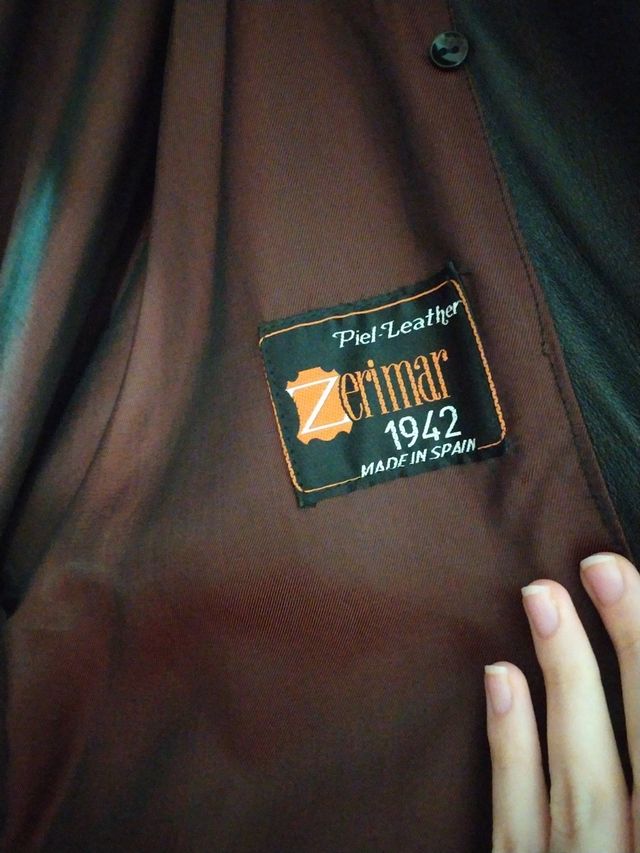 Piel-Leather
Zerimar
1942
MADE IN SPAIN